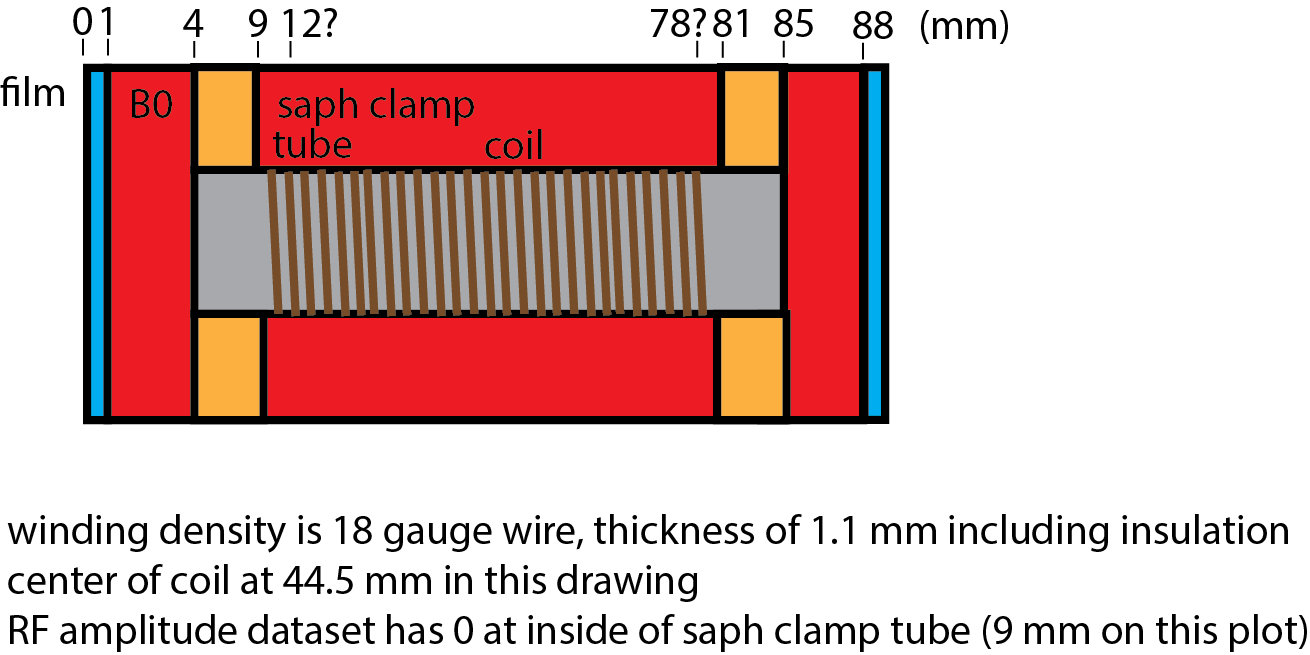 0 1 4 9 12? 78? 81 85 88 (mm)
film
B0
saph clamp
tube
coil
winding density is 18 gauge wire, thickness of 1.1 mm including insulation
center of coil at 44.5 mm in this drawing
RF amplitude dataset has 0 at inside of saph clamp tube (9 mm on this plot)